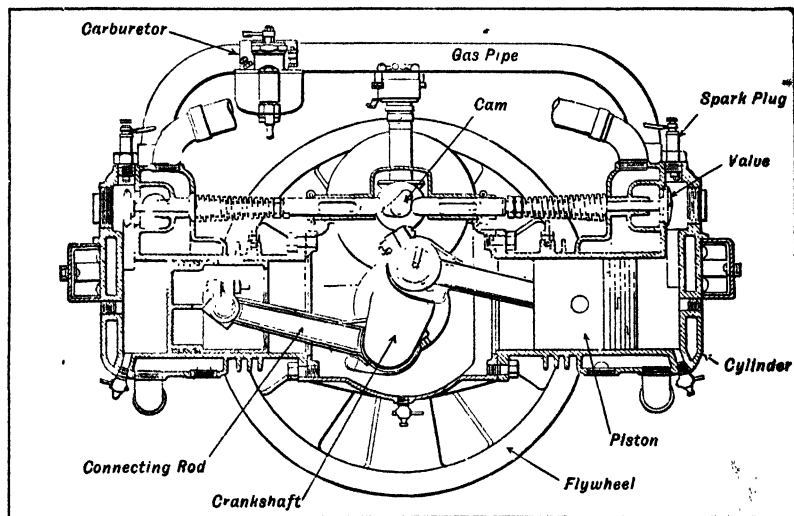 Carburetor
Gas Pipe
Spark Plug
Cam
Valve
Cylinder
Piston
Connecting Rod
Flywheel
Crankshaft